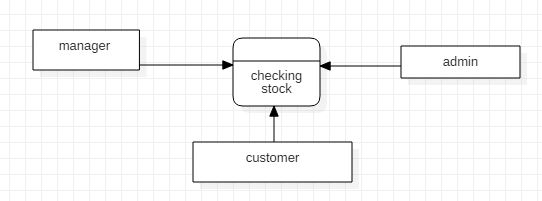 manager
admin
checking
stock
customer